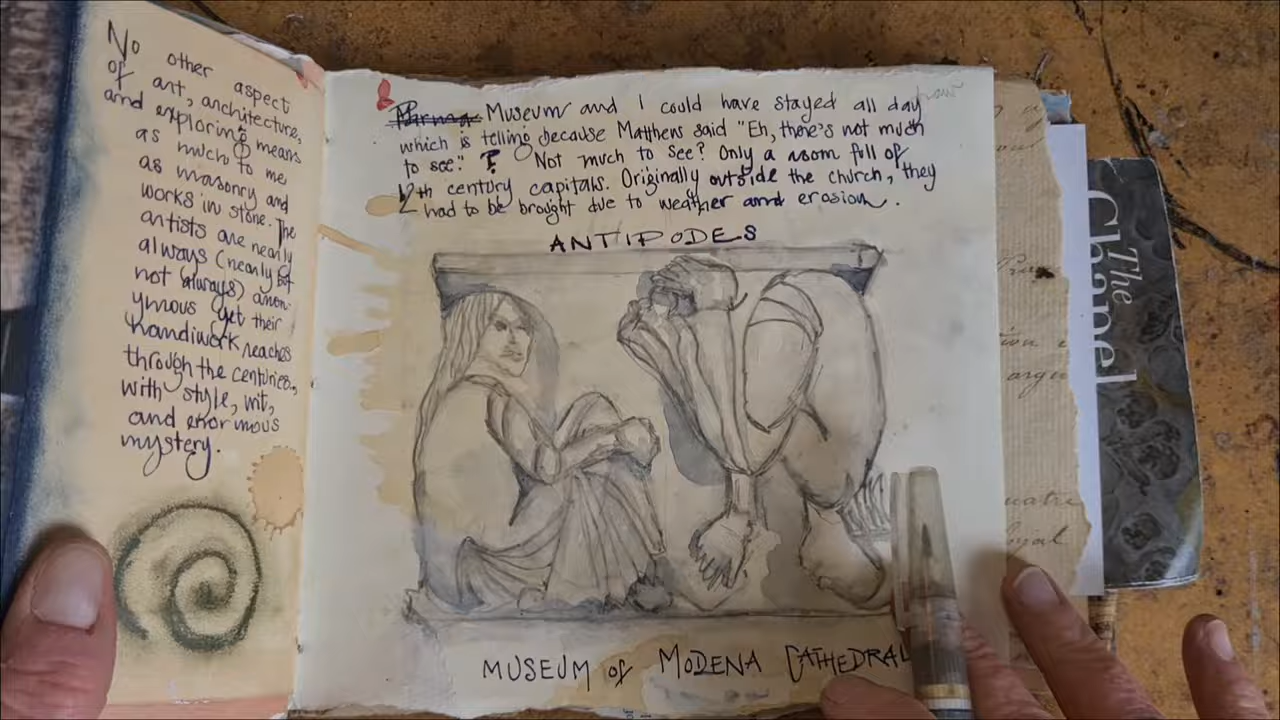 No other aspect
of art, architecture,
and exploring means
as much to me
as masonry and
works in stone. The
artists are nearly
always (nearly but
not always) anon-
ymous yet their
handiwork reaches
through the centuries,
with style, wit,
and enormous
mystery.
Parma Museum and I could have stayed all day
which is telling because Matthews said "Eh, there's not much
to see." ? Not much to see? Only a room full of
12th century capitals. Originally outside the church, they
had to be brought due to weather and erosion.
ANTIPODES
MUSEUM of MODENA CATHEDRAL
The
Chanel